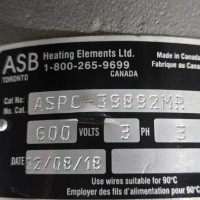 Made in Canada
Fabriqué au Canada
ASB
TORONTO
Heating Elements Ltd.
1-800-265-9699
CANADA
Cat No:
No. Cat.
ASPC-39892MR
600 VOLTS 3 PH 3
DATE 02/08/18
Use wires suitable for 90°C
Employer des fils d'alimentation pour 90°C